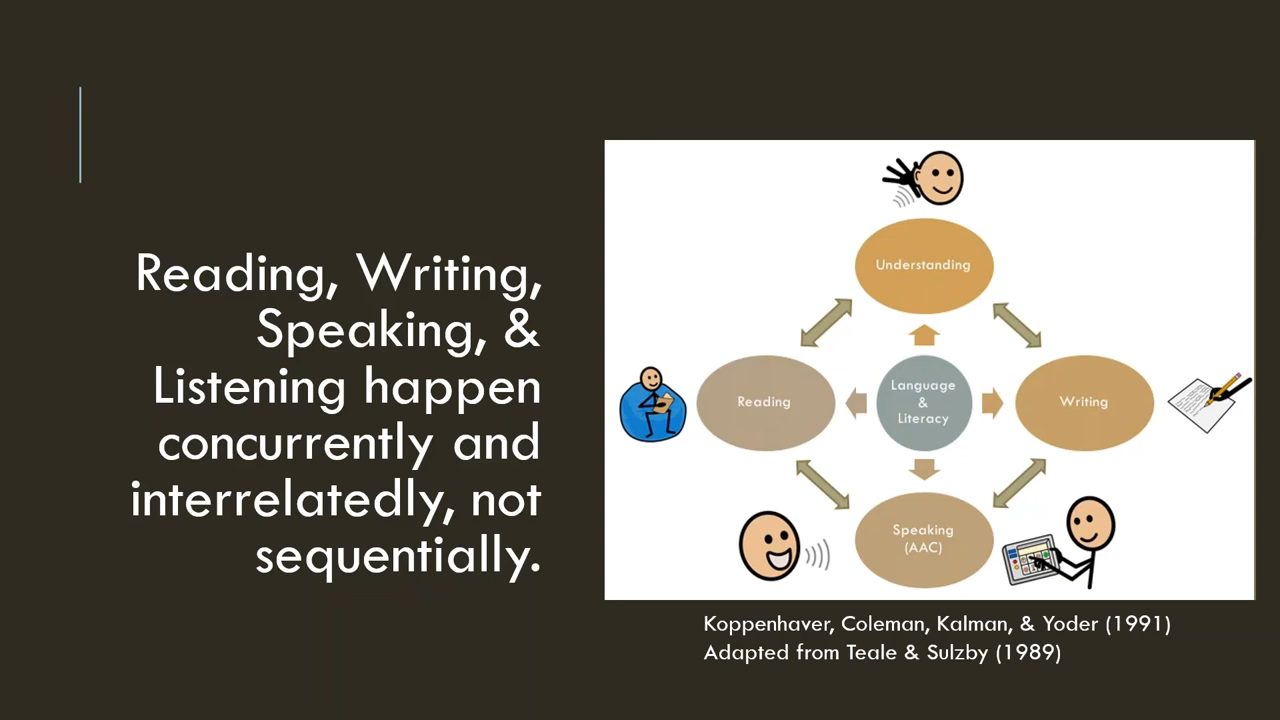 Reading, Writing,
Speaking, &
Listening happen
concurrently and
interrelatedly, not
sequentially.
Understanding
Reading
Language
&
Literacy
Writing
Speaking
(AAC)
Koppenhaver, Coleman, Kalman, & Yoder (1991)
Adapted from Teale & Sulzby (1989)